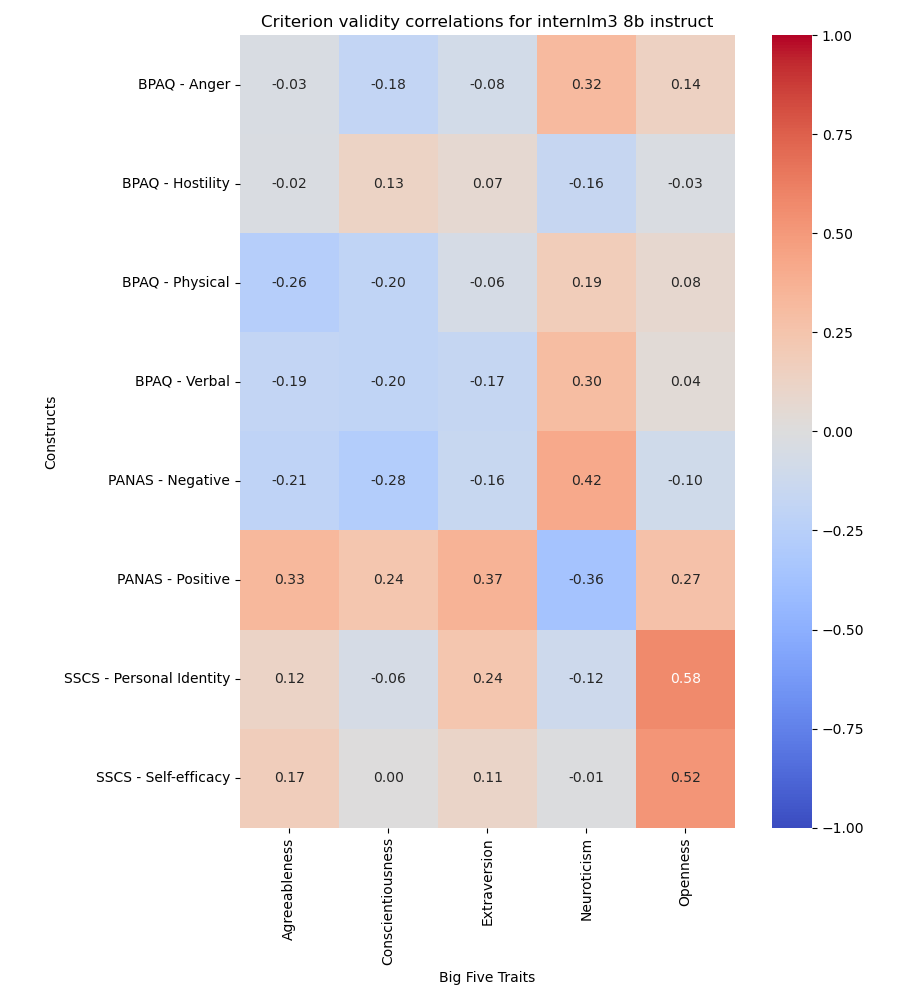 Criterion validity correlations for internlm3 8b instruct
BPAQ - Anger -0.03 -0.18 -0.08 0.32 0.14
BPAQ - Hostility -0.02 0.13 0.07 -0.16 -0.03
BPAQ - Physical -0.26 -0.20 -0.06 0.19 0.08
BPAQ - Verbal -0.19 -0.20 -0.17 0.30 0.04
PANAS - Negative -0.21 -0.28 -0.16 0.42 -0.10
PANAS - Positive 0.33 0.24 0.37 -0.36 0.27
SSCS - Personal Identity 0.12 -0.06 0.24 -0.12 0.58
SSCS - Self-efficacy 0.17 0.00 0.11 -0.01 0.52
Constructs
Agreeableness
Conscientiousness
Extraversion
Neuroticism
Openness
Big Five Traits
1.00
0.75
0.50
0.25
0.00
−0.25
−0.50
−0.75
−1.00